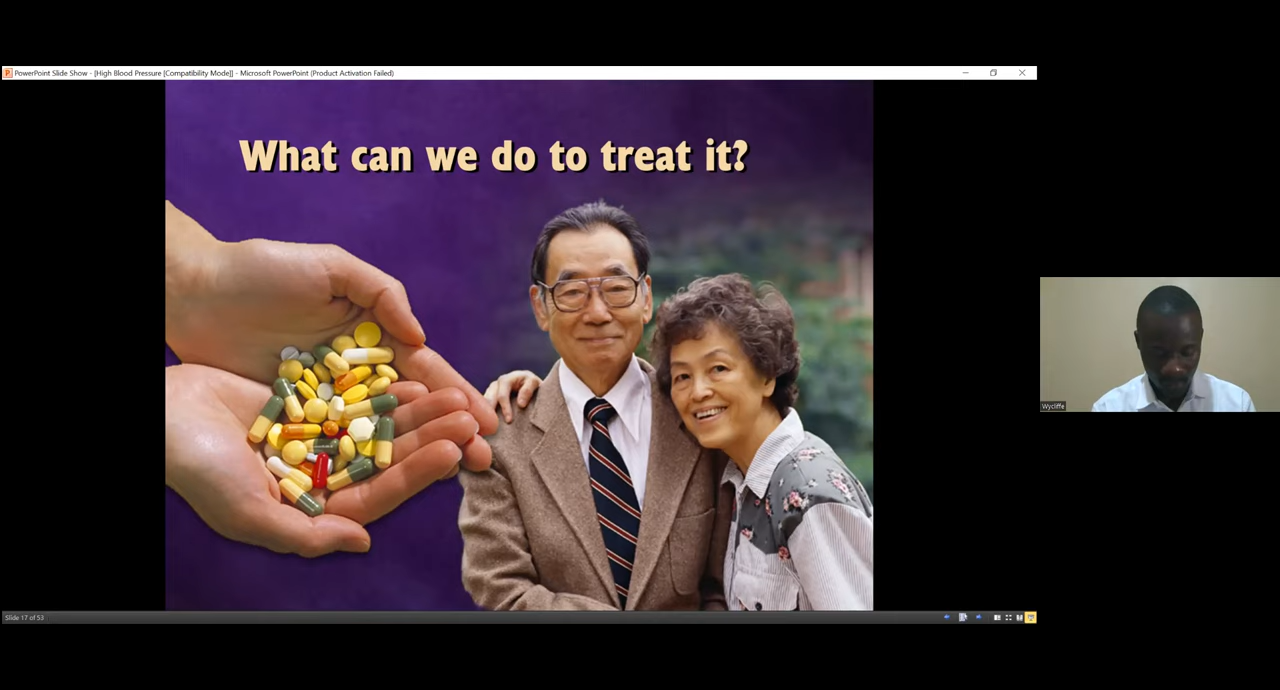 PowerPoint Slide Show - [High Blood Pressure [Compatibility Mode]] - Microsoft PowerPoint (Product Activation Failed)
What can we do to treat it?
Wycliffe
Slide 17 of 53